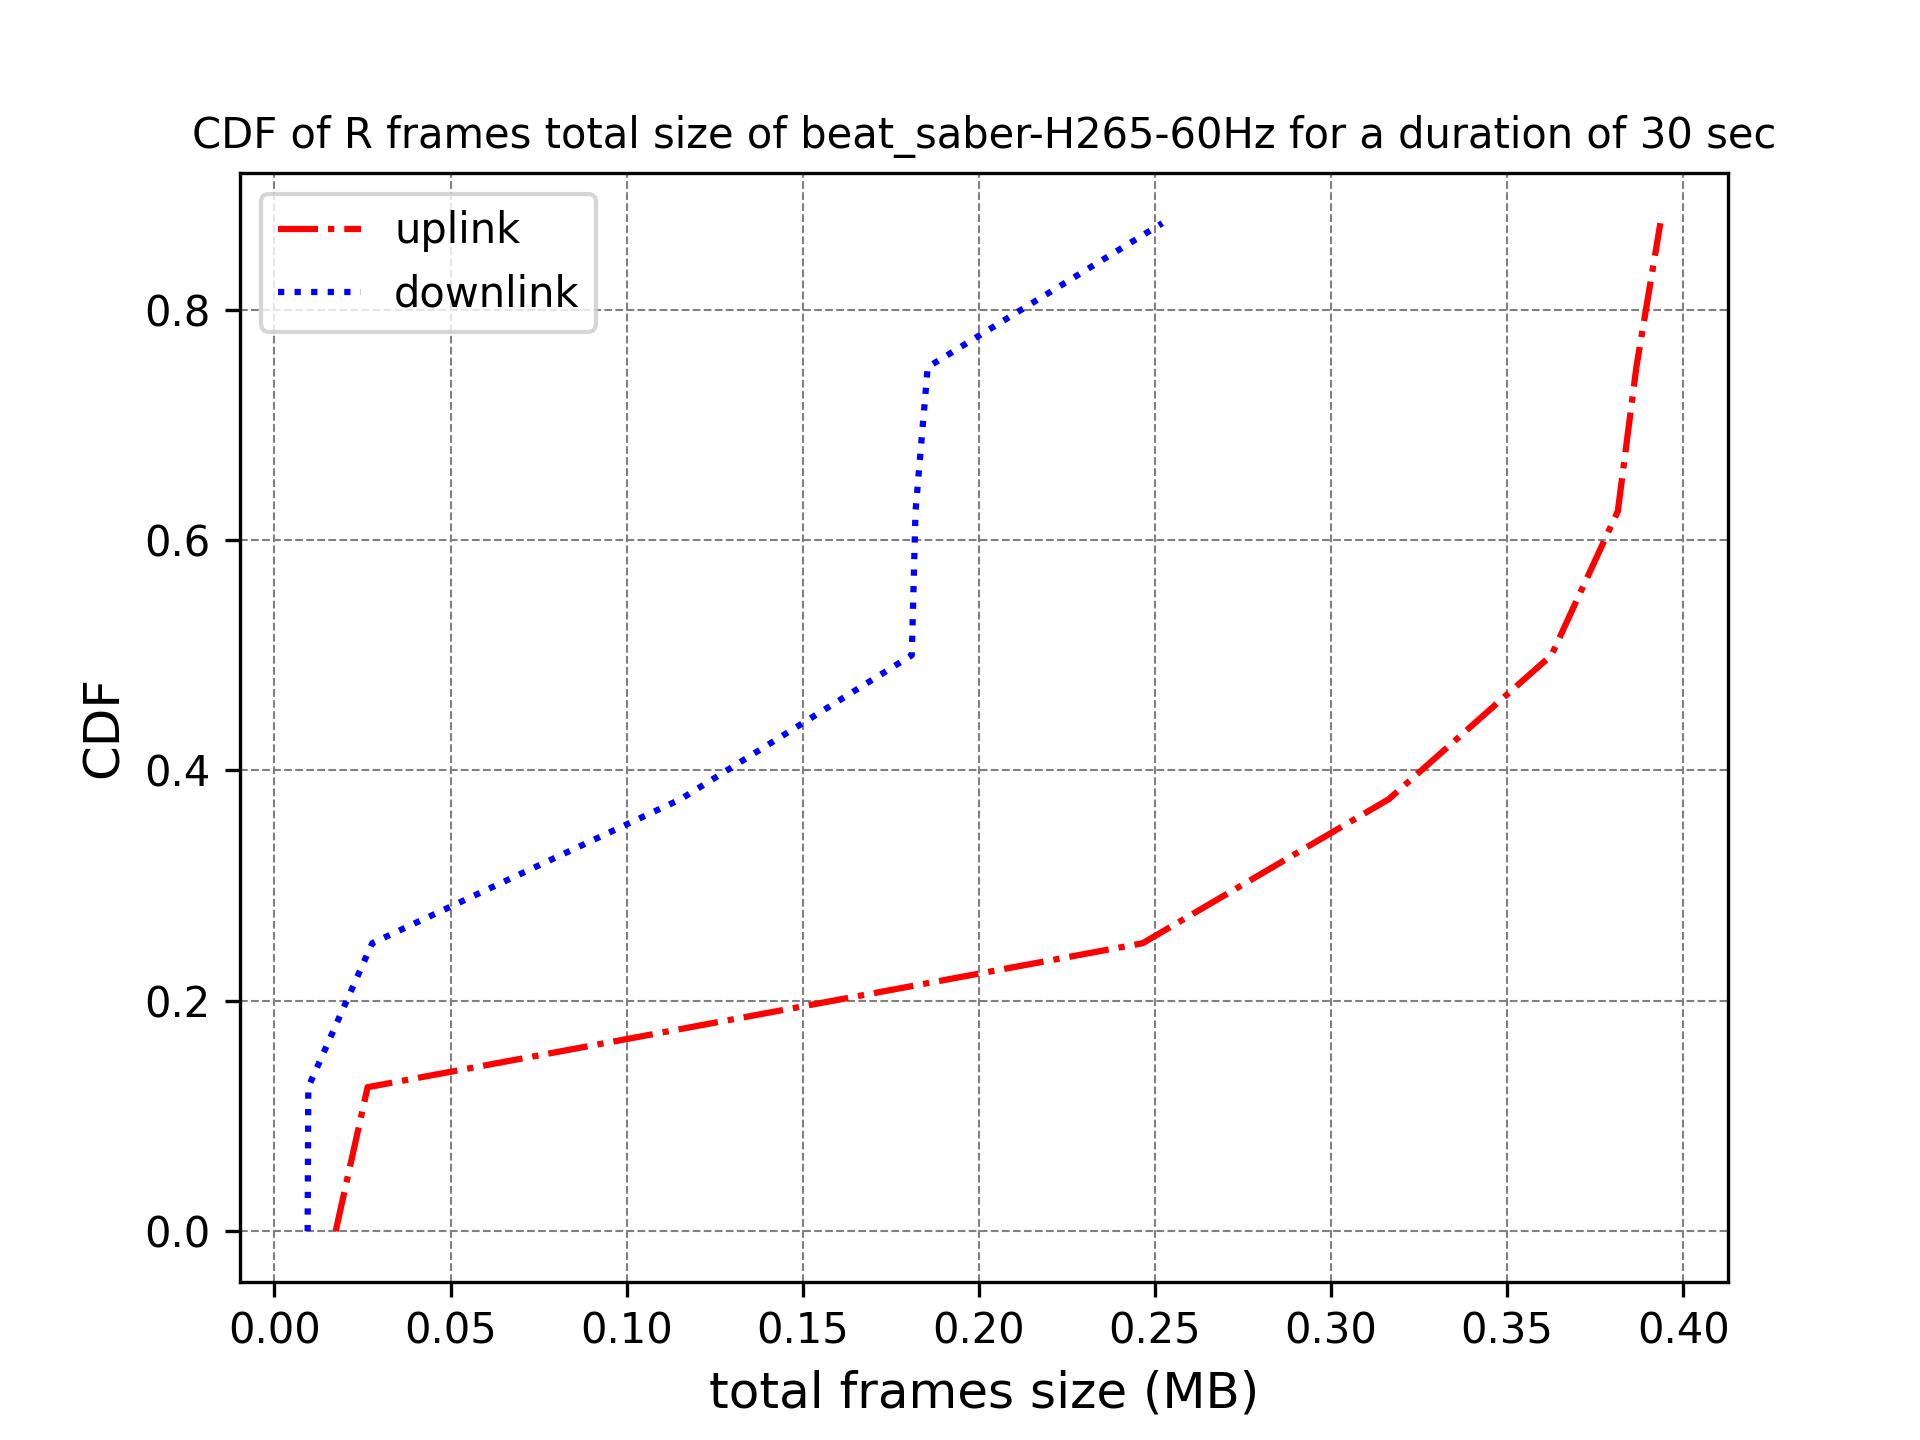 CDF of R frames total size of beat_saber-H265-60Hz for a duration of 30 sec
uplink
downlink
CDF
0.8
0.6
0.4
0.2
0.0
0.00 0.05 0.10 0.15 0.20 0.25 0.30 0.35 0.40
total frames size (MB)